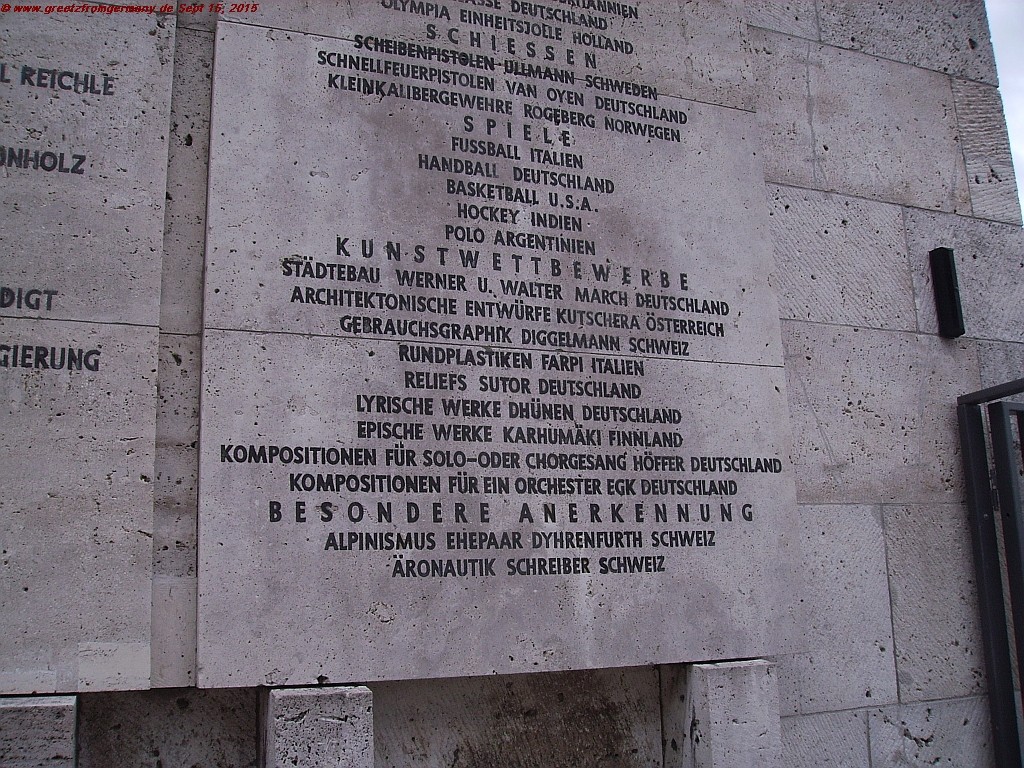 © www.greetzfromgermany.de Sept 15, 2015
L REICHLE
NHOLZ
DIGT
GIERUNG
DEUTSCHLAND
OLYMPIA EINHEITSJOLLE HOLLAND
SCHIESSEN
SCHEIBENPISTOLEN ULLMANN SCHWEDEN
SCHNELLFEUERPISTOLEN VAN OYEN DEUTSCHLAND
KLEINKALIBERGEWEHRE ROGEBERG NORWEGEN
SPIELE
FUSSBALL ITALIEN
HANDBALL DEUTSCHLAND
BASKETBALL U.S.A.
HOCKEY INDIEN
POLO ARGENTINIEN
KUNSTWETTBEWERBE
STÄDTEBAU WERNER U. WALTER MARCH DEUTSCHLAND
ARCHITEKTONISCHE ENTWÜRFE KUTSCHERA ÖSTERREICH
GEBRAUCHSGRAPHIK DIGGELMANN SCHWEIZ
RUNDPLASTIKEN FARPI ITALIEN
RELIEFS SUTOR DEUTSCHLAND
LYRISCHE WERKE DHÜNEN DEUTSCHLAND
EPISCHE WERKE KARHUMÄKI FINNLAND
KOMPOSITIONEN FÜR SOLO-ODER CHORGESANG HÖFFER DEUTSCHLAND
KOMPOSITIONEN FÜR EIN ORCHESTER EGK DEUTSCHLAND
BESONDERE ANERKENNUNG
ALPINISMUS EHEPAAR DYHRENFURTH SCHWEIZ
ÄRONAUTIK SCHREIBER SCHWEIZ